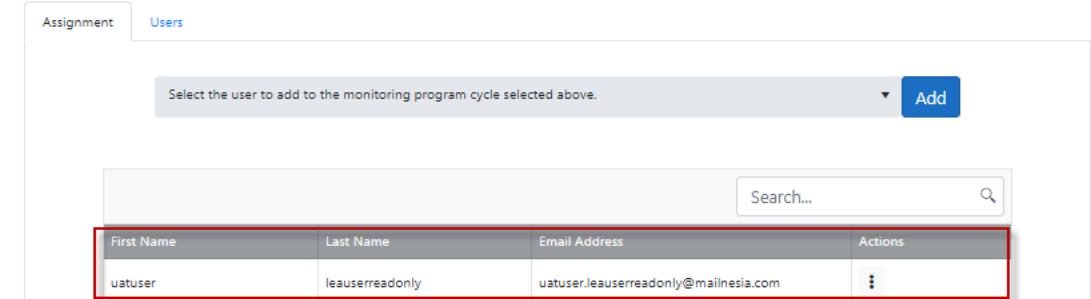 Assignment Users
Select the user to add to the monitoring program cycle selected above. Add
Search...
First Name Last Name Email Address Actions
uatuser leauserreadonly uatuser.leauserreadonly@mailnesia.com